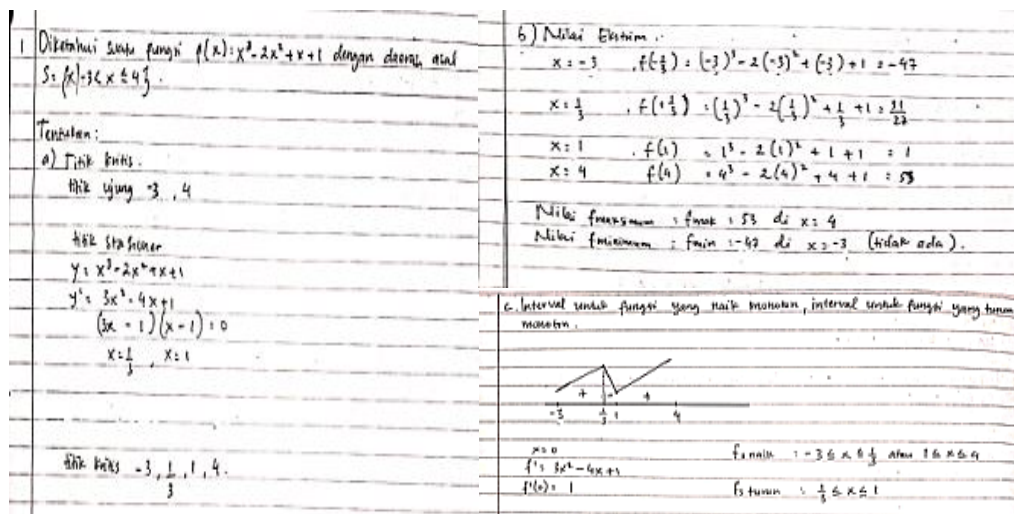 1 Diketahui suatu fungsi f(x) = x³ - 2x² + x + 1 dengan daerah asal
S = {x|-3 < x ≤ 4}.
Tentukan :
a) Titik kritis.
titik ujung -3 , 4
titik stasioner
y = x³ - 2x² + x + 1
y' = 3x² - 4x + 1
(3x - 1)(x - 1) = 0
x = 1/3 , x = 1
titik kritis -3, 1/3, 1, 4.
b) Nilai Ekstrim.
x = -3 , f(-3) = (-3)³ - 2(-3)² + (-3) + 1 = -47
x = 1/3 , f(1/3) = (1/3)³ - 2(1/3)² + 1/3 + 1 = 31/27
x = 1 , f(1) = 1³ - 2(1)² + 1 + 1 = 1
x = 4 f(4) = 4³ - 2(4)² + 4 + 1 =
Nilai : fmak = 53 di x = 4
Nilai fminimum : fmin = -47 di x = -3 (tidak ada).
c. Interval untuk fungsi yang naik monoton, interval untuk fungsi yang turun
monoton.
+ - +
-3 1/3 1 4
x = 0
f' = 3x² - 4x + 1
f'(0) = 1
naik : -3 ≤ x ≤ 1/3 atau 1 ≤ x ≤ 4
turun : 1/3 ≤ x ≤ 1